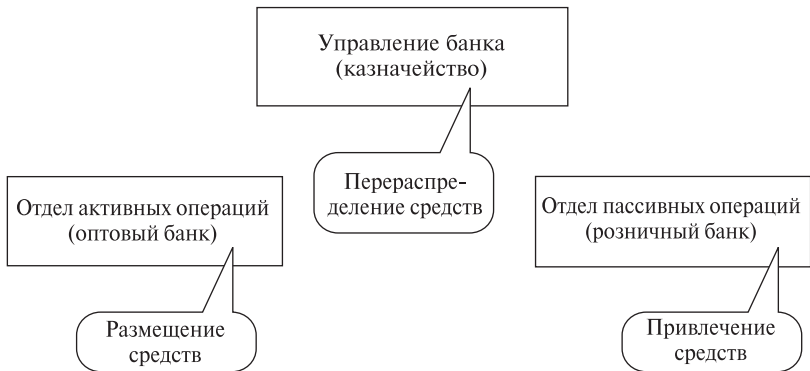 Управление банка
(казначейство)
Перераспре-
деление средств
Отдел активных операций
(оптовый банк)
Отдел пассивных операций
(розничный банк)
Размещение
средств
Привлечение
средств